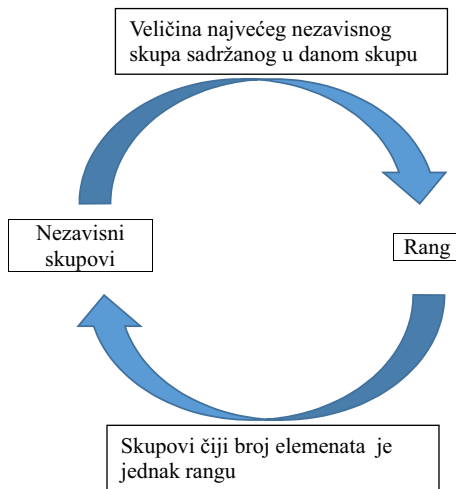 Veličina najvećeg nezavisnog
skupa sadržanog u danom skupu
Nezavisni
skupovi
Rang
Skupovi čiji broj elemenata je
jednak rangu